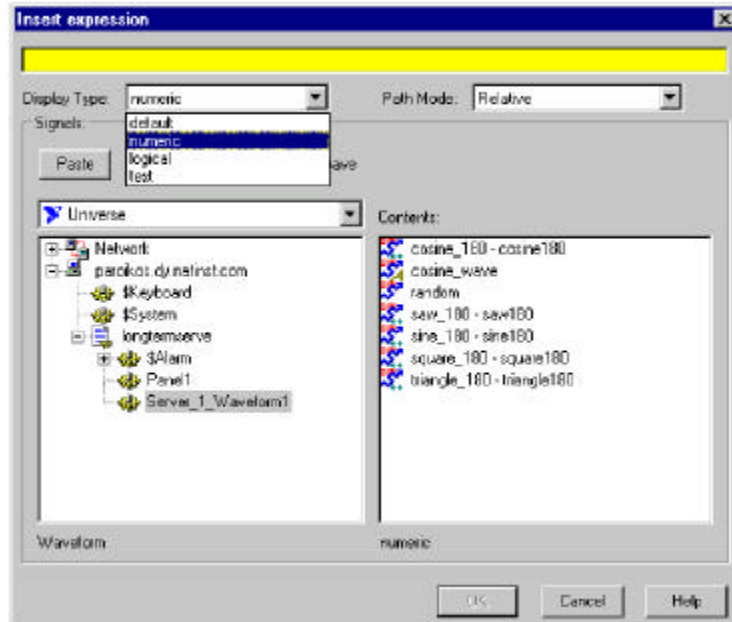 Insert expression
Display Type: numeric
Path Mode: Relative
default
numeric
logical
text
Signals:
Paste
ave
Universe
Contents:
Network
paroikos.dy.natinst.com
$Keyboard
$System
longtermserve
$Alarm
Panel1
Server_1_Waveform1
cosine_180 - cosine180
cosine_wave
random
saw_180 - saw180
sine_180 - sine180
square_180 - square180
triangle_180 - triangle180
Waveform
numeric
OK
Cancel
Help